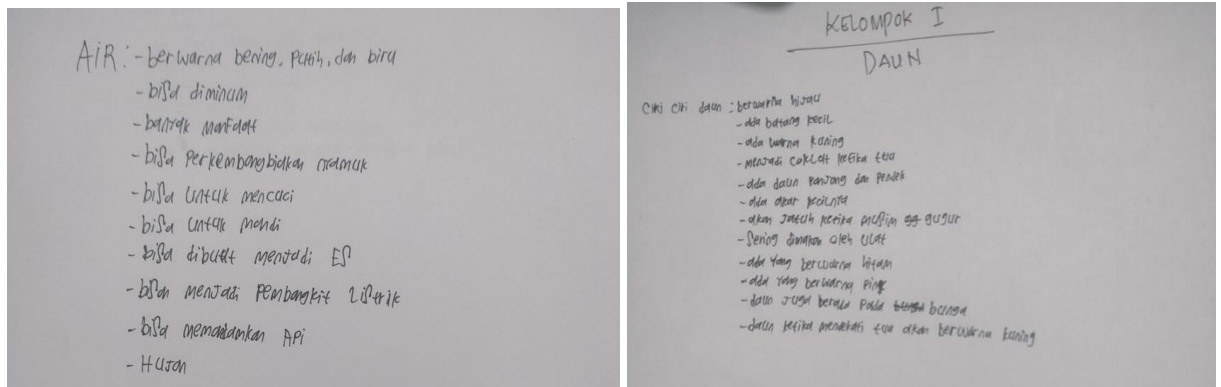 AIR : - berwarna bening, putih, dan biru
- bisa diminum
- banyak manfaat
- bisa perkembangbiakan nyamuk
- bisa untuk mencuci
- bisa untuk mandi
- bisa dibuat menjadi ES
- bisa menjadi pembangkit listrik
- bisa memadamkan Api
- Hujan
KELOMPOK I
DAUN
Ciri ciri daun : berwarna hijau
- ada batang kecil
- ada warna kuning
- menjadi coklat ketika tua
- ada daun panjang dan pendek
- ada akar kecilnya
- akan jatuh ketika musim gugur
- Sering dimakan oleh ulat
- ada yang berwarna hitam
- ada yang berwarna pink
- daun juga berada pada bunga
- daun ketika mendekati tua akan berwarna kuning